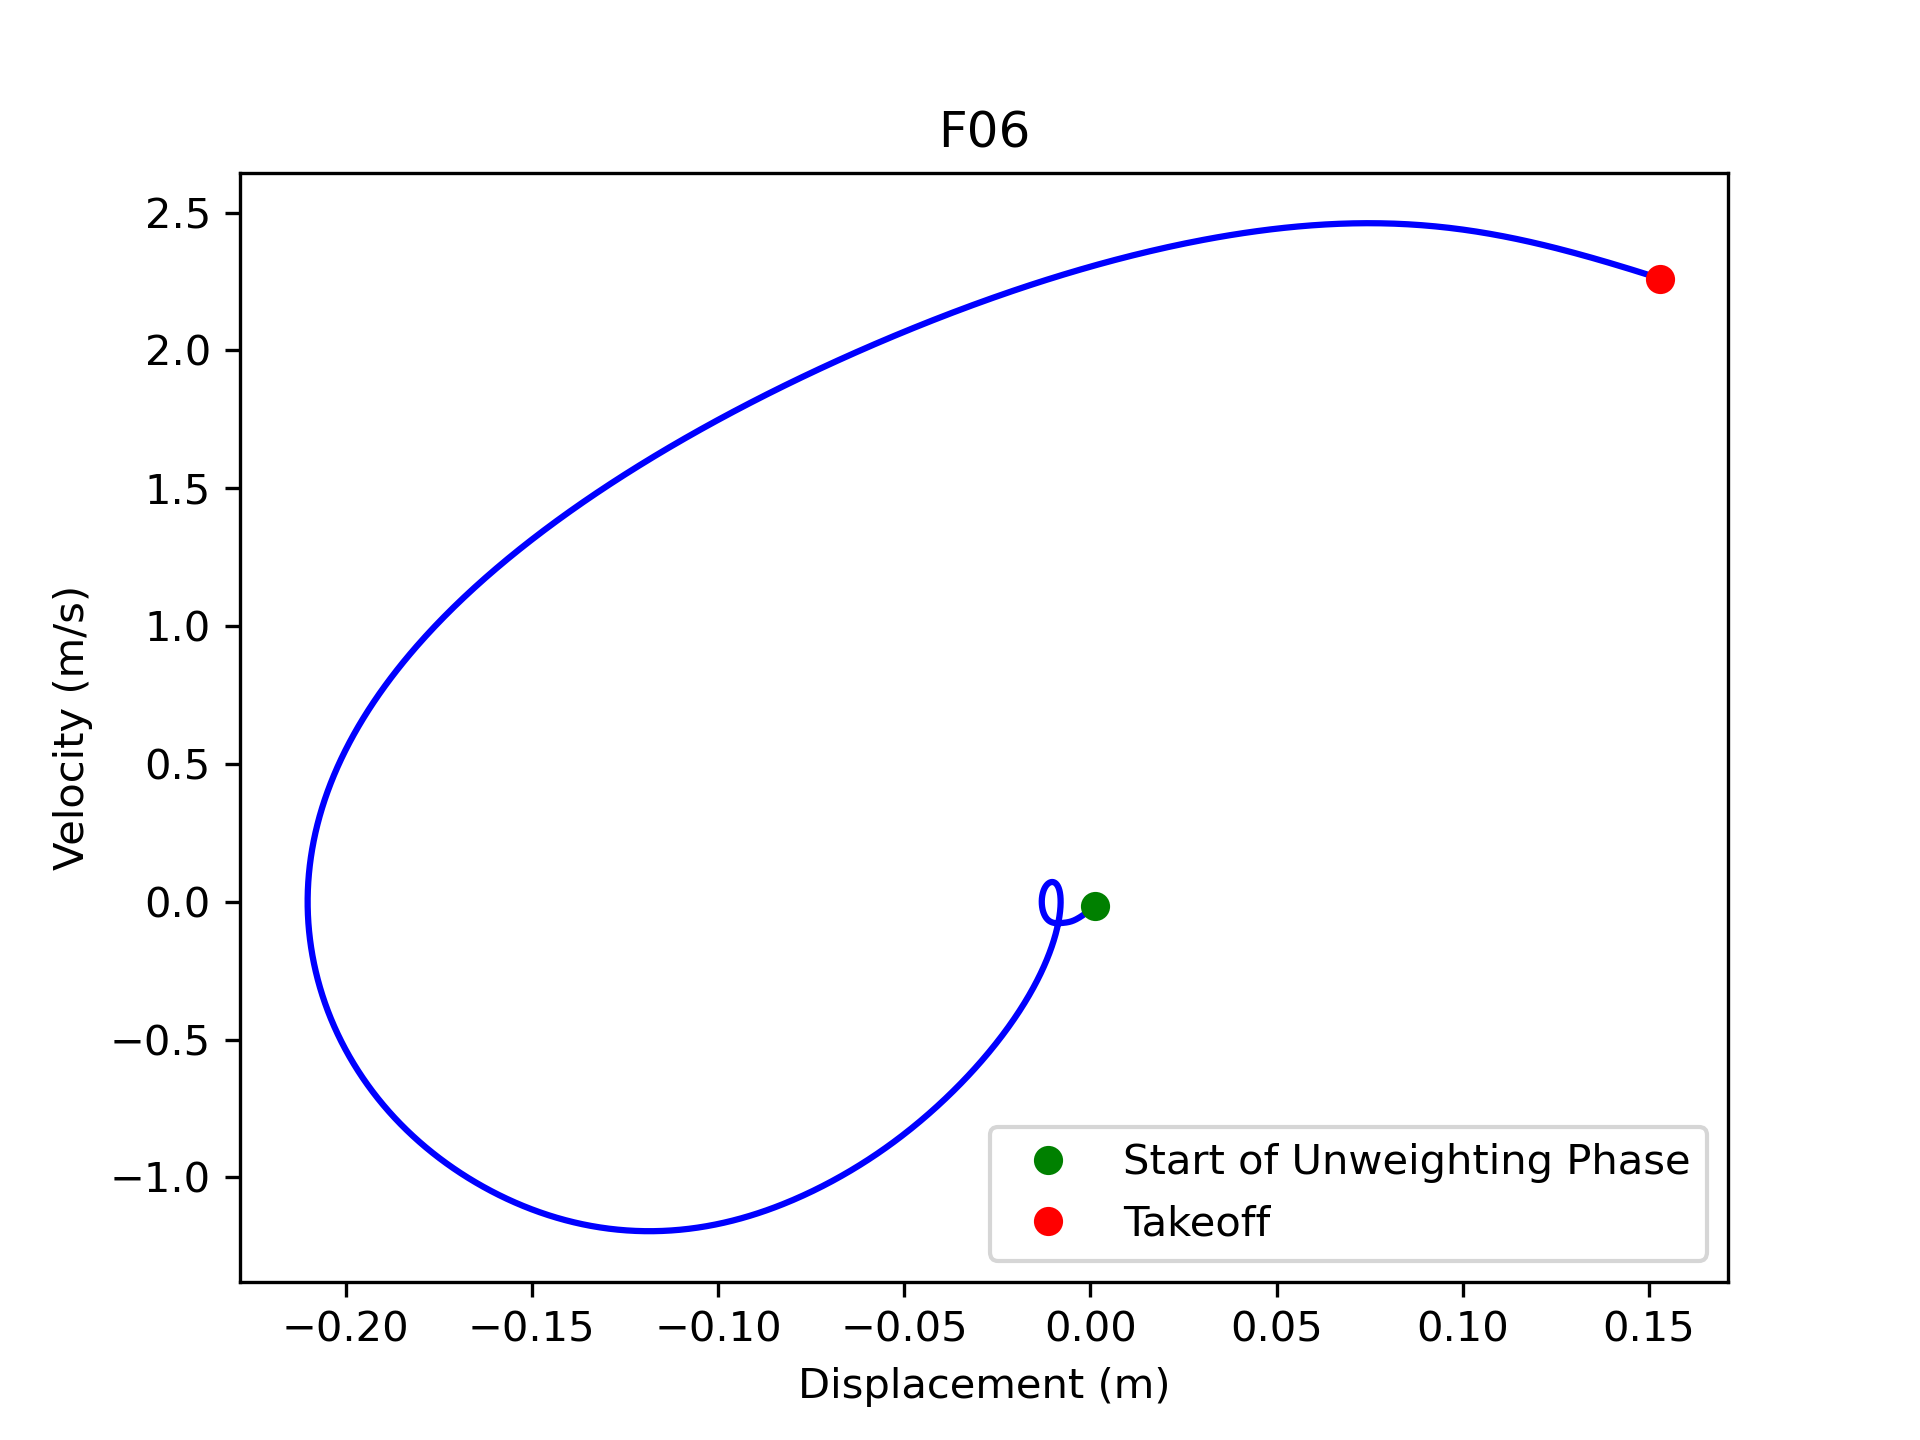 F06
2.5
2.0
1.5
1.0
0.5
0.0
−0.5
−1.0
Velocity (m/s)
Start of Unweighting Phase
Takeoff
−0.20 −0.15 −0.10 −0.05 0.00 0.05 0.10 0.15
Displacement (m)